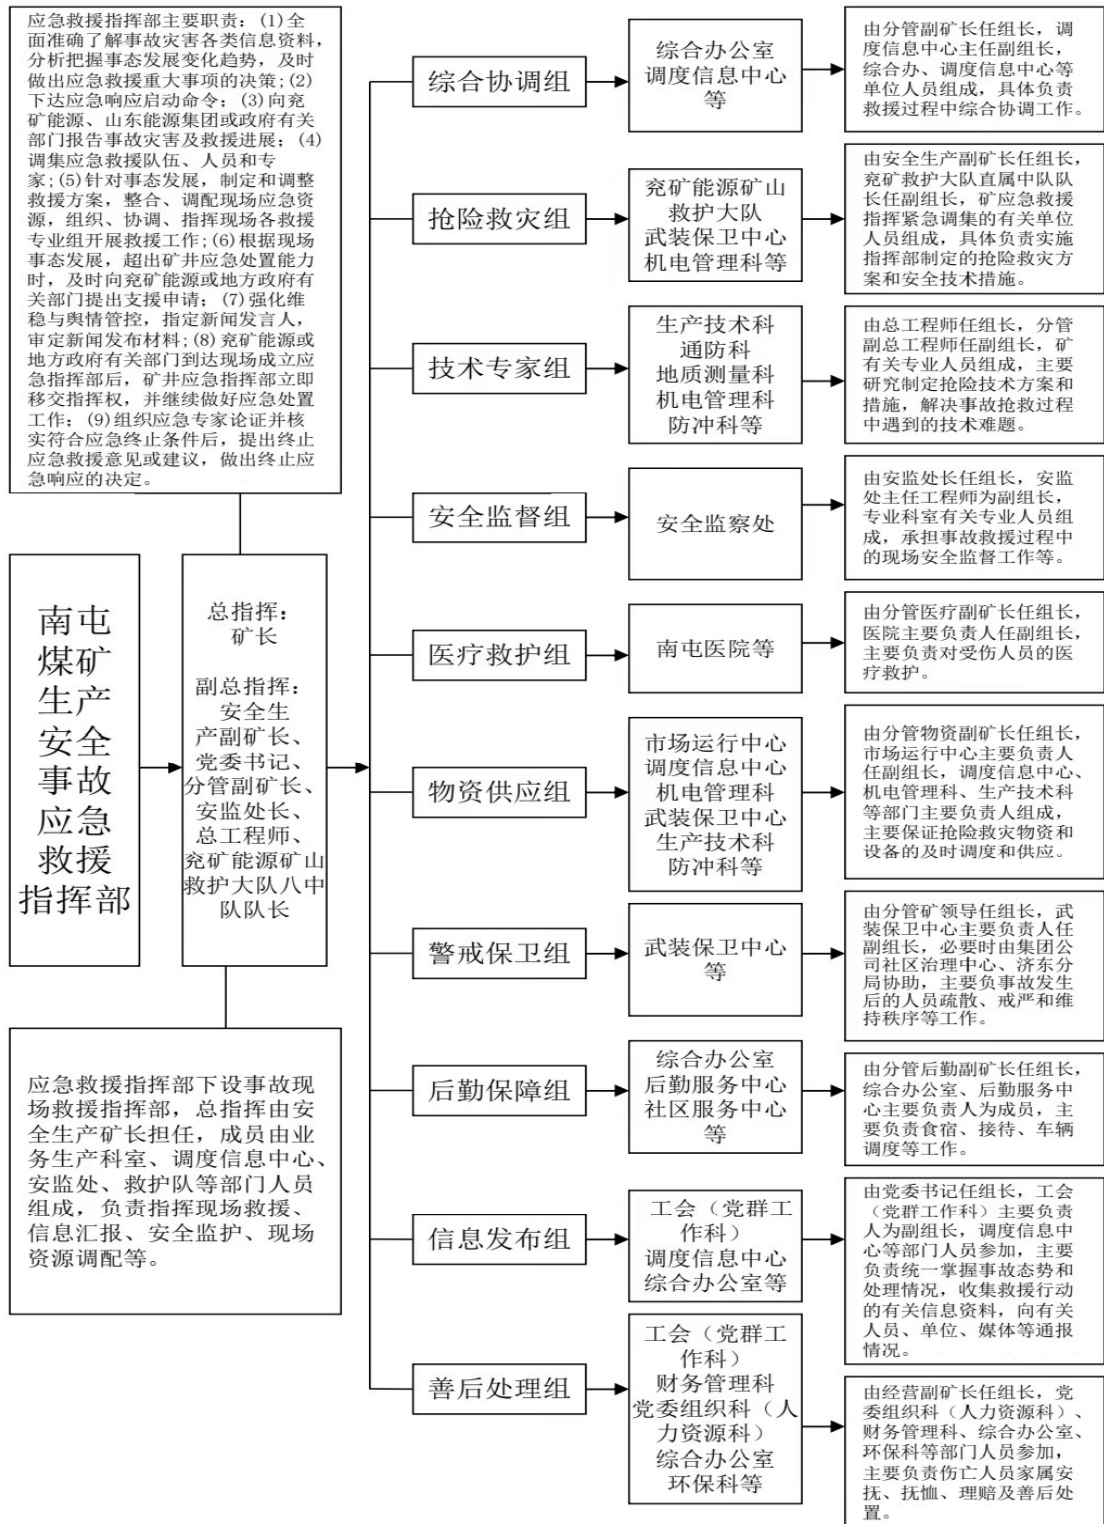 应急救援指挥部主要职责：(1)全
面准确了解事故灾害各类信息资料，
分析把握事态发展变化趋势，及时
做出应急救援重大事项的决策;(2)
下达应急响应启动命令；(3)向兖
矿能源、山东能源集团或政府有关
部门报告事故灾害及救援进展；(4)
调集应急救援队伍、人员和专
家;(5)针对事态发展，制定和调整
救援方案，整合、调配现场应急资
源，组织、协调、指挥现场各救援
专业组开展救援工作;(6)根据现场
事态发展，超出矿井应急处置能力
时，及时向兖矿能源或地方政府有
关部门提出支援申请；(7)强化维
稳与舆情管控，指定新闻发言人，
审定新闻发布材料;(8)兖矿能源或
地方政府有关部门到达现场成立应
急指挥部后，矿井应急指挥部立即
移交指挥权，并继续做好应急处置
工作；(9)组织应急专家论证并核
实符合应急终止条件后，提出终止
应急救援意见或建议，做出终止应
急响应的决定。
南屯
煤矿
生产
安全
事故
应急
救援
指挥部
总指挥：
矿长
副总指挥：
安全生
产副矿长、
党委书记、
分管副矿长、
安监处长、
总工程师、
兖矿能源矿山
救护大队八中
队队长
应急救援指挥部下设事故现
场救援指挥部，总指挥由安
全生产矿长担任，成员由业
务生产科室、调度信息中心、
安监处、救护队等部门人员
组成，负责指挥现场救援、
信息汇报、安全监护、现场
资源调配等。
综合协调组
综合办公室
调度信息中心
等
由分管副矿长任组长，调
度信息中心主任副组长，
综合办、调度信息中心等
单位人员组成，具体负责
救援过程中综合协调工作。
抢险救灾组
兖矿能源矿山
救护大队
武装保卫中心
机电管理科等
由安全生产副矿长任组长，
兖矿救护大队直属中队队
长任副组长，矿应急救援
指挥紧急调集的有关单位
人员组成，具体负责实施
指挥部制定的抢险救灾方
案和安全技术措施。
技术专家组
生产技术科
通防科
地质测量科
机电管理科
防冲科等
由总工程师任组长，分管
副总工程师任副组长，矿
有关专业人员组成，主要
研究制定抢险技术方案和
措施，解决事故抢救过程
中遇到的技术难题。
安全监督组
安全监察处
由安监处长任组长，安监
处主任工程师为副组长，
专业科室有关专业人员组
成，承担事故救援过程中
的现场安全监督工作等。
医疗救护组
南屯医院等
由分管医疗副矿长任组长，
医院主要负责人任副组长，
主要负责对受伤人员的医
疗救护。
物资供应组
市场运行中心
调度信息中心
机电管理科
武装保卫中心
生产技术科
防冲科等
由分管物资副矿长任组长，
市场运行中心主要负责人
任副组长，调度信息中心、
机电管理科、生产技术科
等部门主要负责人组成，
主要保证抢险救灾物资和
设备的及时调度和供应。
警戒保卫组
武装保卫中心
等
由分管矿领导任组长，武
装保卫中心主要负责人任
副组长，必要时由集团公
司社区治理中心、济东分
局协助，主要负事故发生
后的人员疏散、戒严和维
持秩序等工作。
后勤保障组
综合办公室
后勤服务中心
社区服务中心
等
由分管后勤副矿长任组长，
综合办公室、后勤服务中
心主要负责人为成员，主
要负责食宿、接待、车辆
调度等工作。
信息发布组
工会（党群工
作科）
调度信息中心
综合办公室等
由党委书记任组长，工会
（党群工作科）主要负责
人为副组长，调度信息中
心等部门人员参加，主要
负责统一掌握事故态势和
处理情况，收集救援行动
的有关信息资料，向有关
人员、单位、媒体等通报
情况。
善后处理组
工会（党群工
作科）
财务管理科
党委组织科（人
力资源科）
综合办公室
环保科等
由经营副矿长任组长，党
委组织科（人力资源科）、
财务管理科、综合办公室、
环保科等部门人员参加，
主要负责伤亡人员家属安
抚、抚恤、理赔及善后处
置。